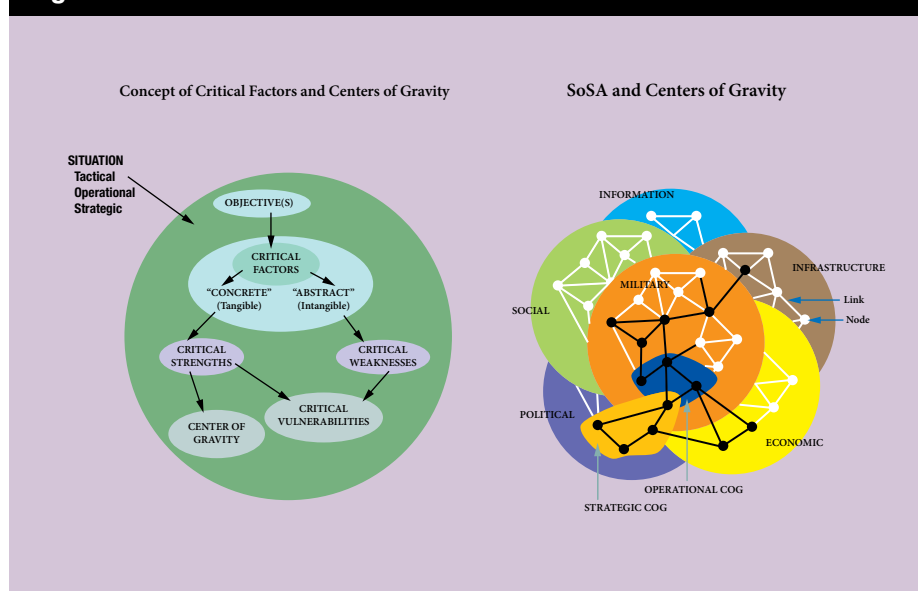 Concept of Critical Factors and Centers of Gravity
SITUATION
Tactical
Operational
Strategic
OBJECTIVE(S)
CRITICAL
FACTORS
“CONCRETE”
(Tangible)
“ABSTRACT”
(Intangible)
CRITICAL
STRENGTHS
CRITICAL
WEAKNESSES
CENTER OF
GRAVITY
CRITICAL
VULNERABILITIES
SoSA and Centers of Gravity
INFORMATION
INFRASTRUCTURE
MILITARY
SOCIAL
Link
Node
POLITICAL
ECONOMIC
OPERATIONAL COG
STRATEGIC COG